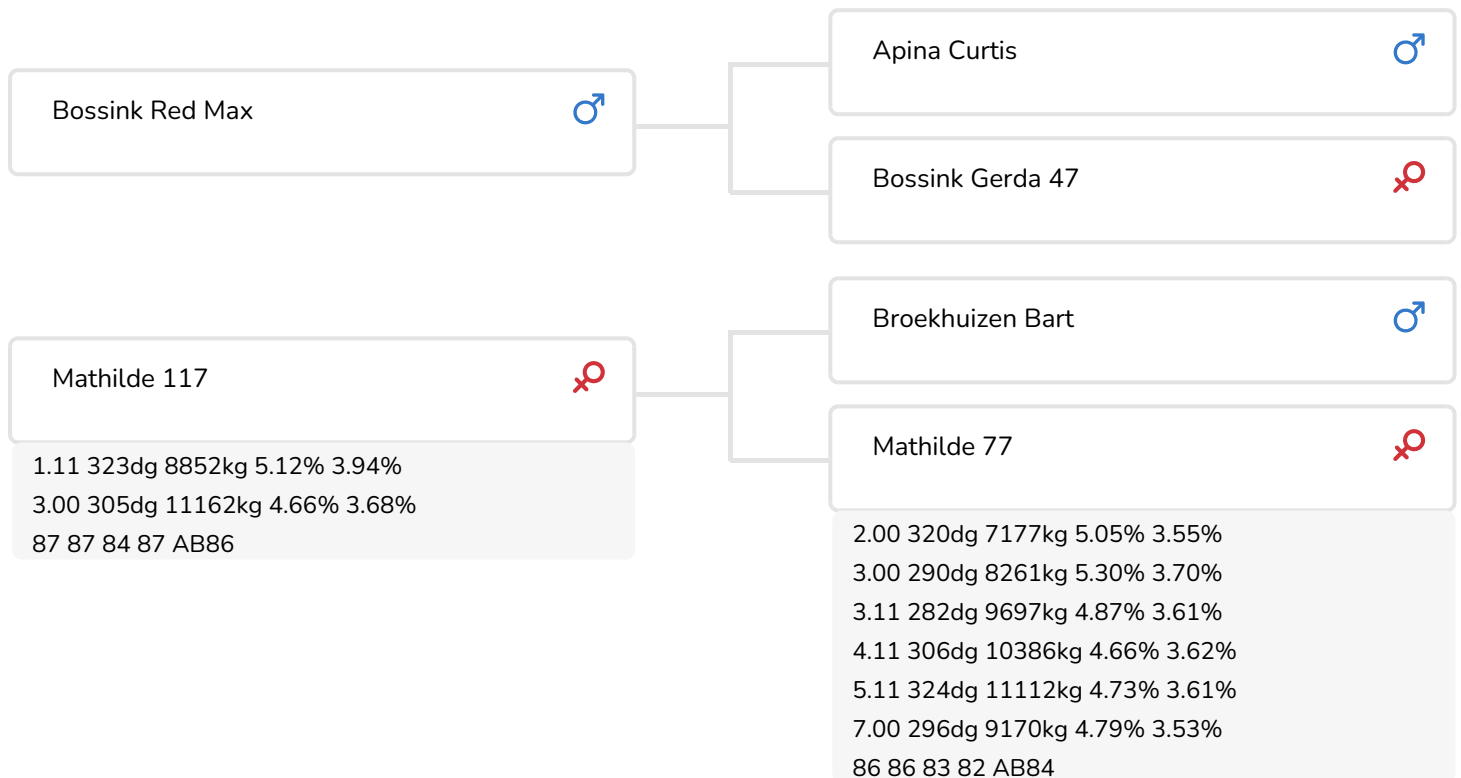 Bossink Red Max
Apina Curtis
Bossink Gerda 47
Mathilde 117
1.11 323dg 8852kg 5.12% 3.94%
3.00 305dg 11162kg 4.66% 3.68%
87 87 84 87 AB86
Broekhuizen Bart
Mathilde 77
2.00 320dg 7177kg 5.05% 3.55%
3.00 290dg 8261kg 5.30% 3.70%
3.11 282dg 9697kg 4.87% 3.61%
4.11 306dg 10386kg 4.66% 3.62%
5.11 324dg 11112kg 4.73% 3.61%
7.00 296dg 9170kg 4.79% 3.53%
86 86 83 82 AB84